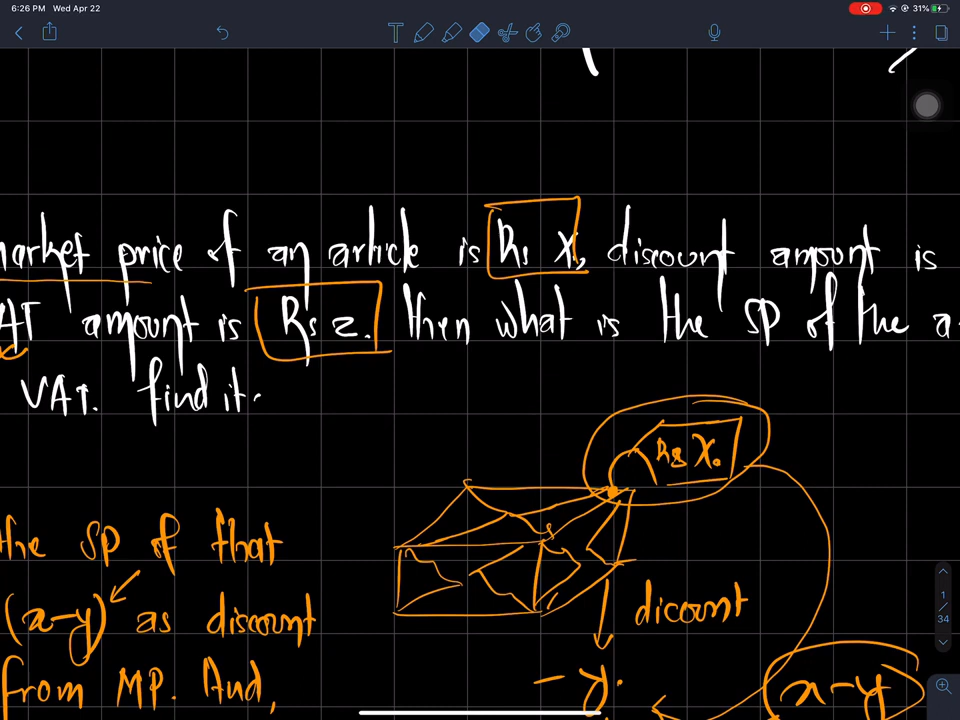 6:26 PM Wed Apr 22
31%
market price of an article is Rs X, discount amount is
AT amount is Rs z. then what is the SP of the a
VAT. find it.
Rs X.
the SP of that
(x-y) as discount
dicount
from MP. And,
- y.
x-y
1
34